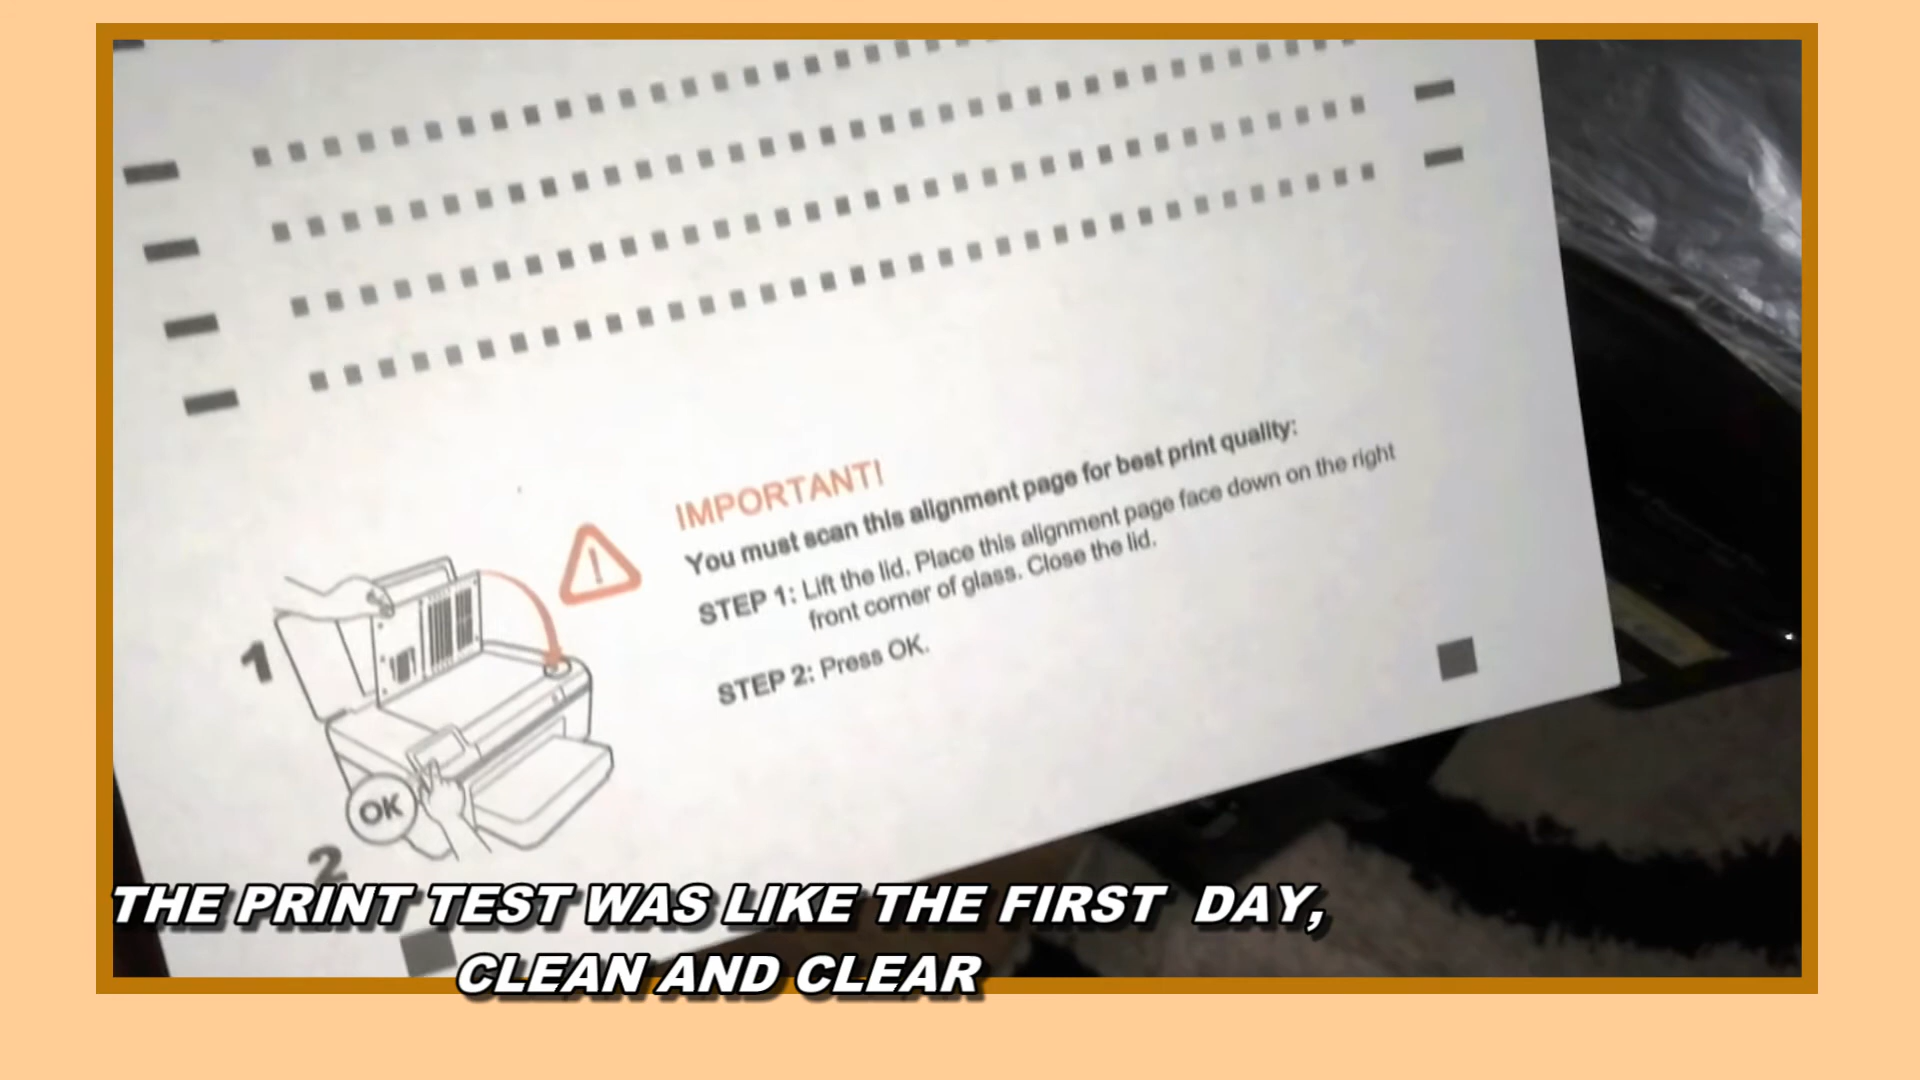 IMPORTANT!
You must scan this alignment page for best print quality:
STEP 1: Lift the lid. Place this alignment page face down on the right
front corner of glass. Close the lid.
STEP 2: Press OK.
1
OK
2
THE PRINT TEST WAS LIKE THE FIRST DAY,
CLEAN AND CLEAR